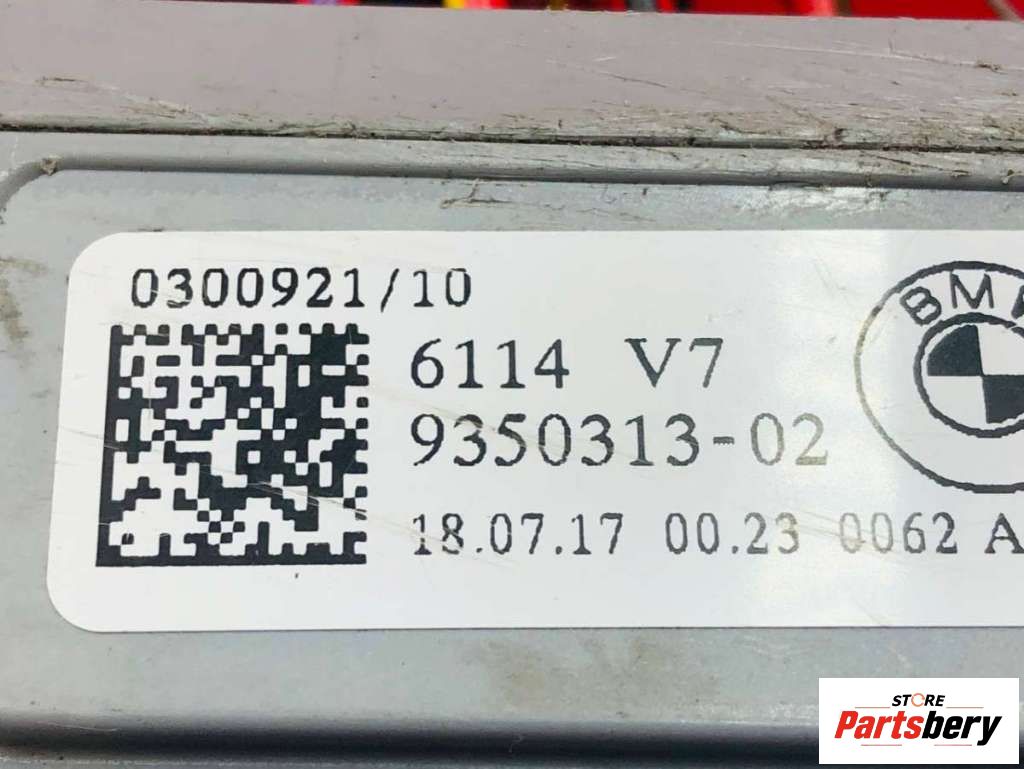 0300921/10
6114 V7
9350313-02
18.07.17 00.23 0062 A
BM
STORE
Partsbery